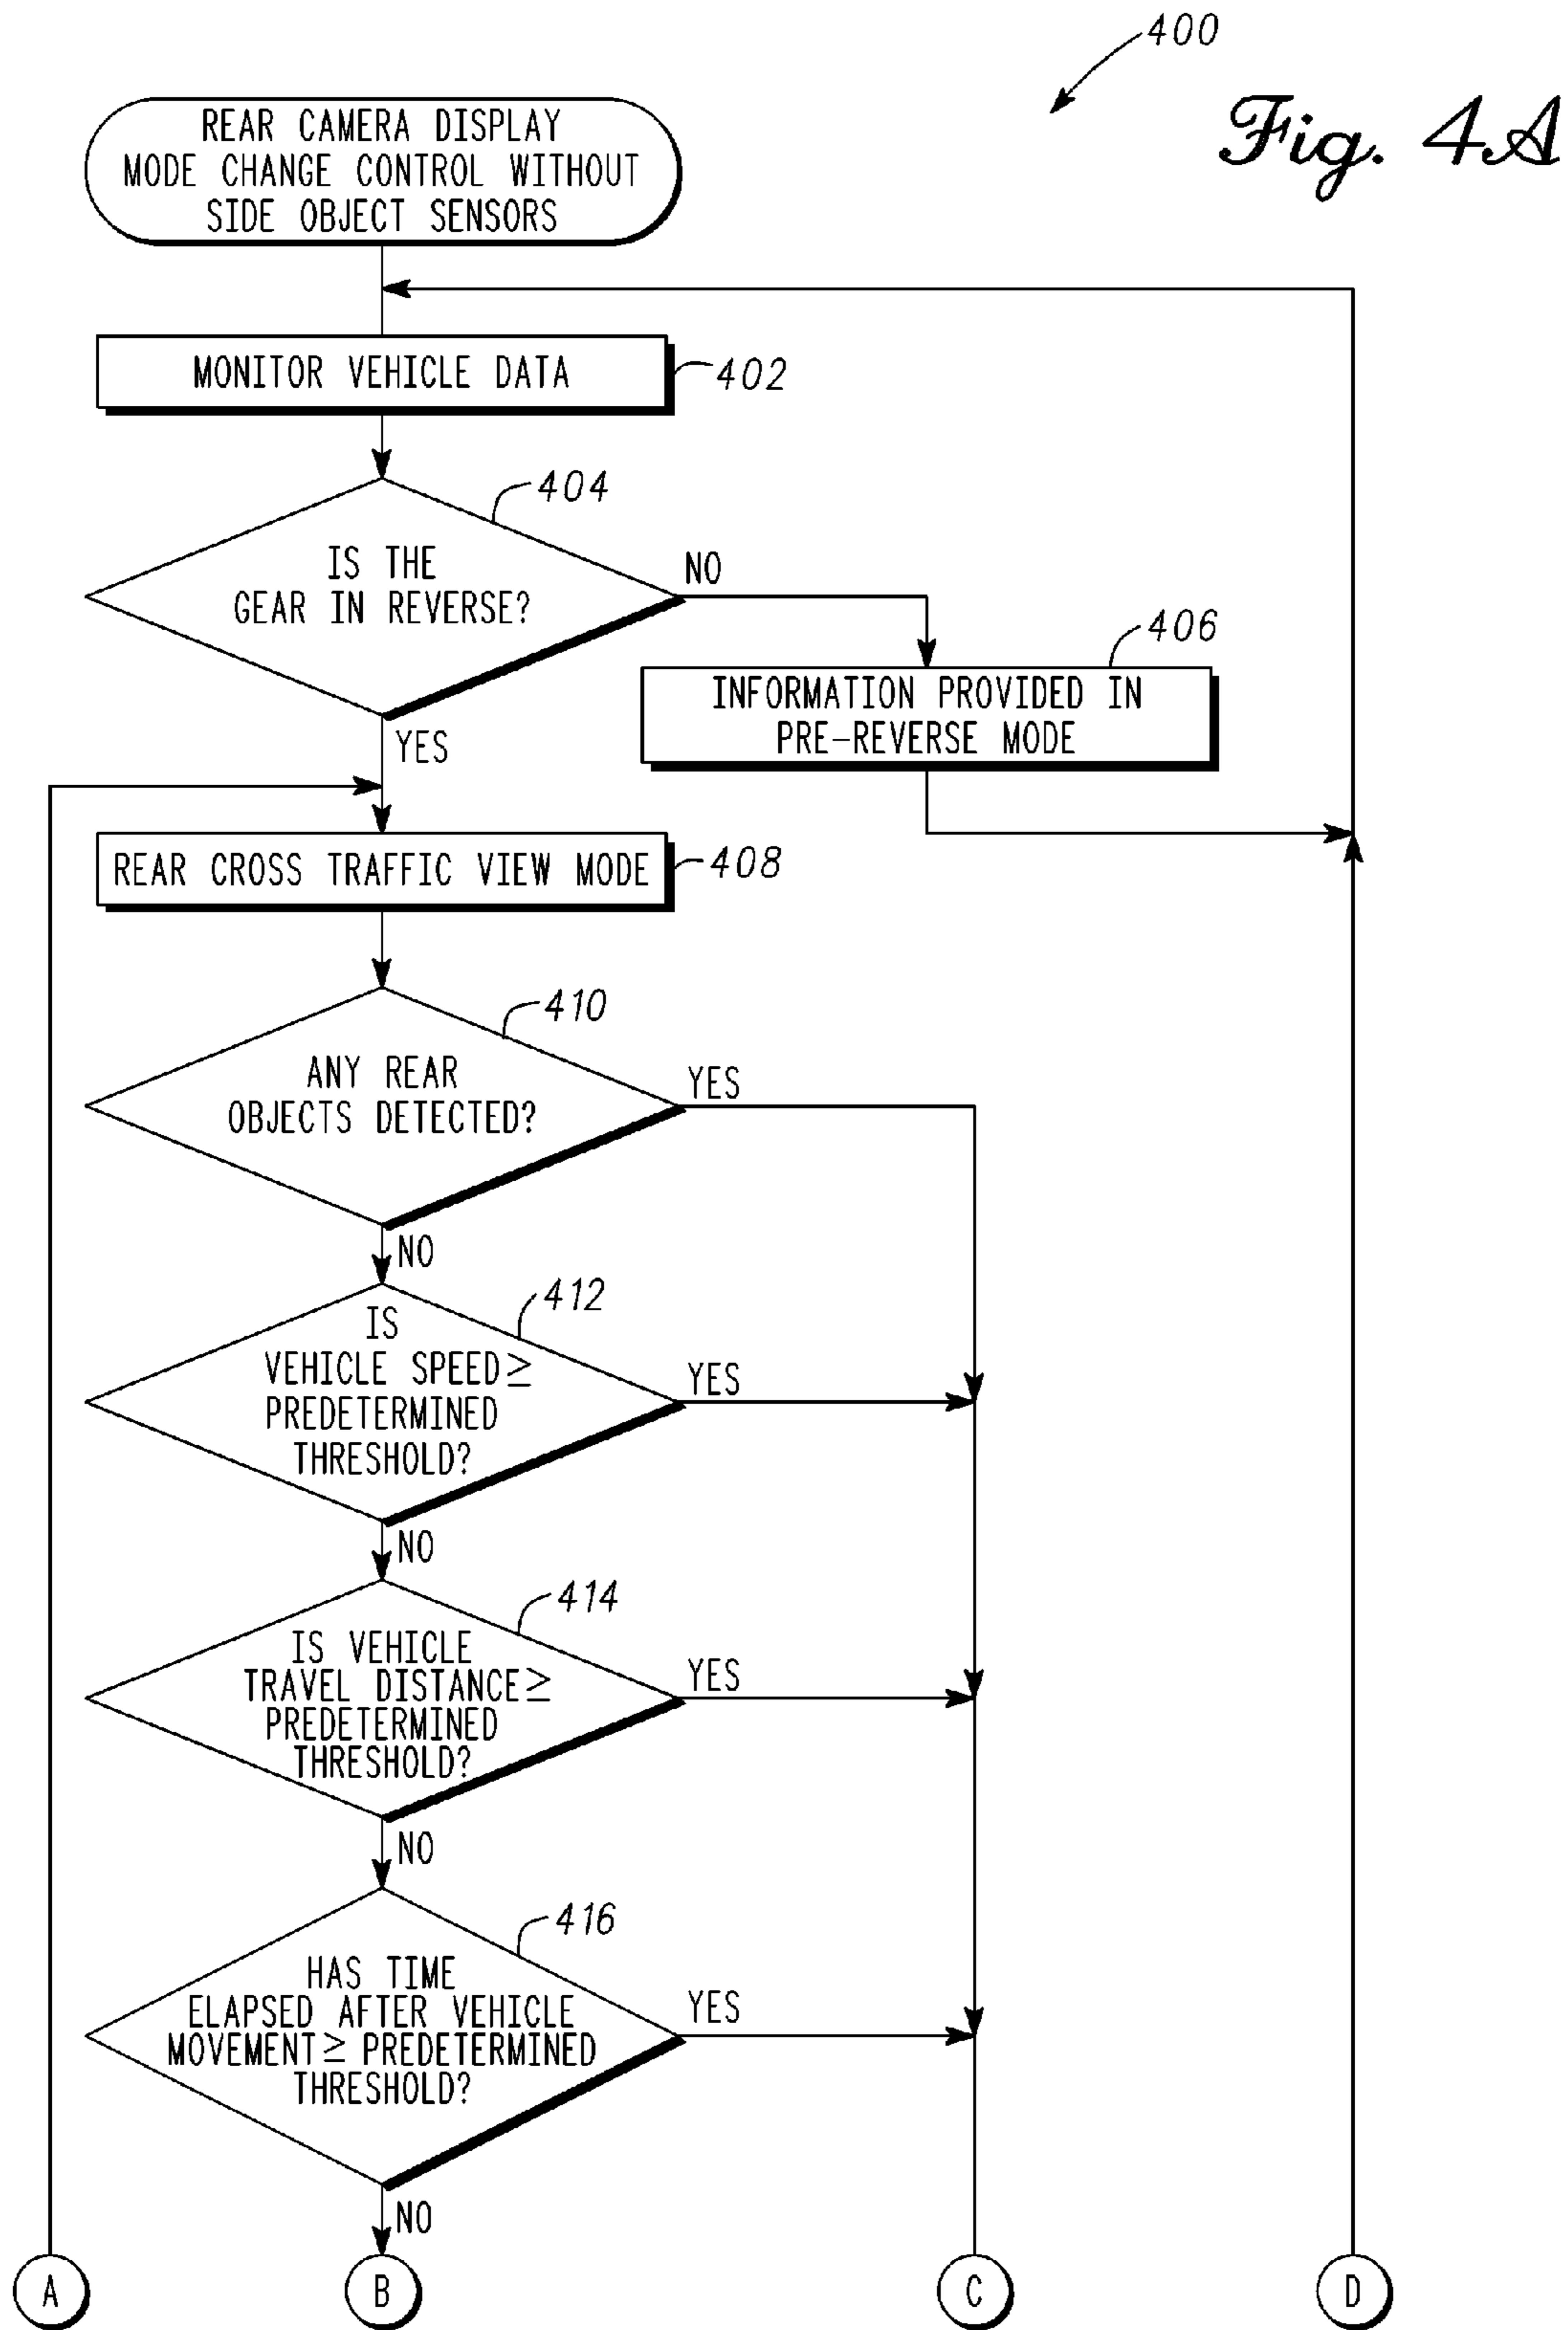 400
Fig. 4A
REAR CAMERA DISPLAY
MODE CHANGE CONTROL WITHOUT
SIDE OBJECT SENSORS
MONITOR VEHICLE DATA
402
404
IS THE
GEAR IN REVERSE?
NO
406
INFORMATION PROVIDED IN
PRE-REVERSE MODE
YES
REAR CROSS TRAFFIC VIEW MODE
408
410
ANY REAR
OBJECTS DETECTED?
YES
NO
412
IS
VEHICLE SPEED≥
PREDETERMINED
THRESHOLD?
YES
NO
414
IS VEHICLE
TRAVEL DISTANCE≥
PREDETERMINED
THRESHOLD?
YES
NO
416
HAS TIME
ELAPSED AFTER VEHICLE
MOVEMENT≥ PREDETERMINED
THRESHOLD?
YES
NO
A
B
C
D